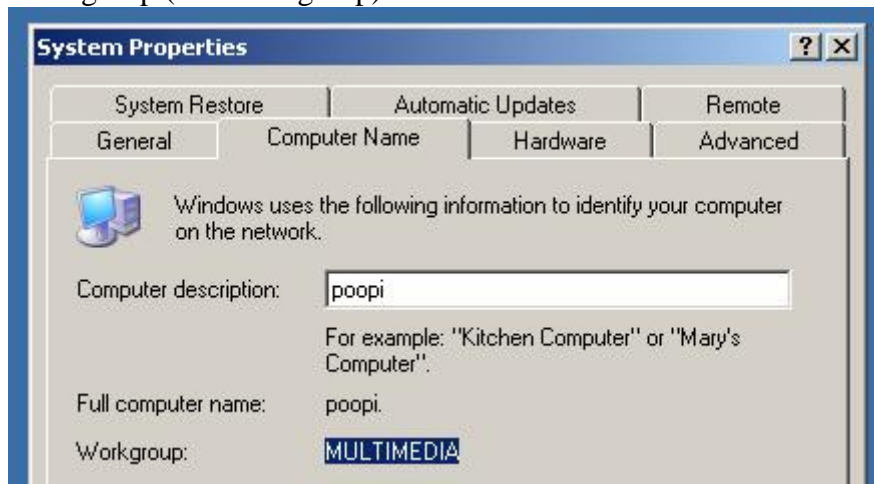 System Properties
System Restore Automatic Updates Remote
General Computer Name Hardware Advanced
Windows uses the following information to identify your computer
on the network.
Computer description: poopi
For example: "Kitchen Computer" or "Mary's
Computer".
Full computer name: poopi.
Workgroup: MULTIMEDIA